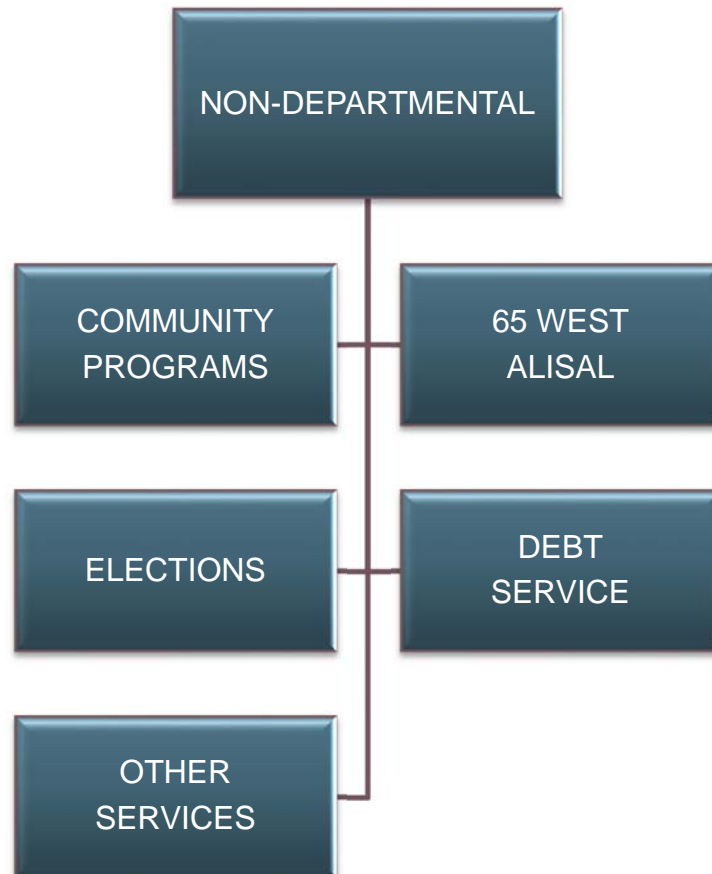 NON-DEPARTMENTAL
COMMUNITY
PROGRAMS
65 WEST
ALISAL
ELECTIONS
DEBT
SERVICE
OTHER
SERVICES